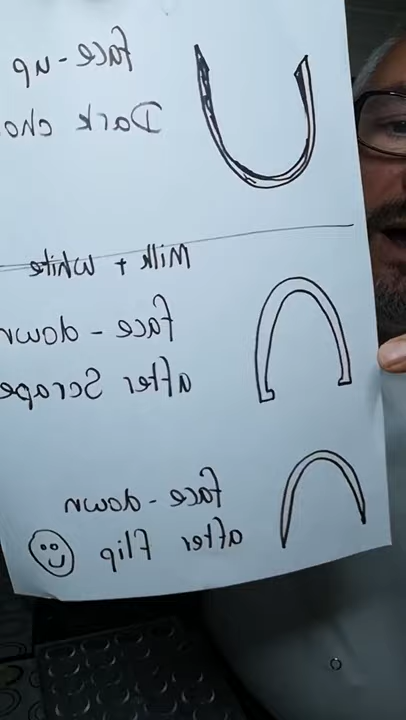 face-up
Dark
Milk + White
face-down
after Scrape
face-down
after flip